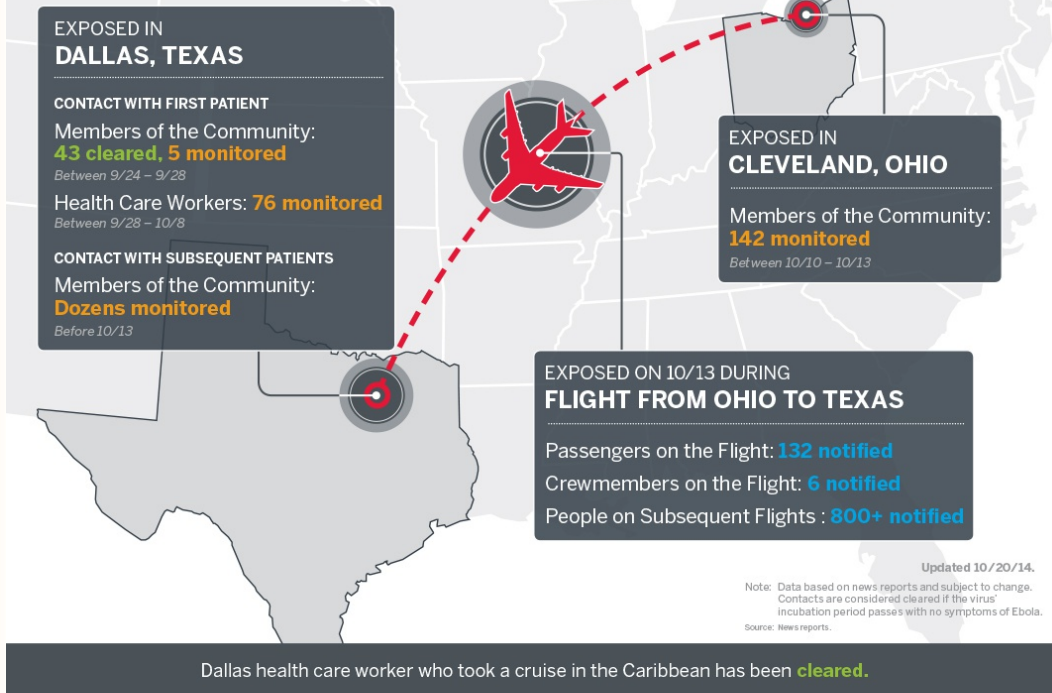 EXPOSED IN
DALLAS, TEXAS
CONTACT WITH FIRST PATIENT
Members of the Community:
43 cleared, 5 monitored
Between 9/24 – 9/28
Health Care Workers: 76 monitored
Between 9/28 – 10/8
CONTACT WITH SUBSEQUENT PATIENTS
Members of the Community:
Dozens monitored
Before 10/13
EXPOSED IN
CLEVELAND, OHIO
Members of the Community:
142 monitored
Between 10/10 – 10/13
EXPOSED ON 10/13 DURING
FLIGHT FROM OHIO TO TEXAS
Passengers on the Flight: 132 notified
Crewmembers on the Flight: 6 notified
People on Subsequent Flights : 800+ notified
Updated 10/20/14.
Note: Data based on news reports and subject to change.
Contacts are considered cleared if the virus'
incubation period passes with no symptoms of Ebola.
Source: News reports.
Dallas health care worker who took a cruise in the Caribbean has been cleared.